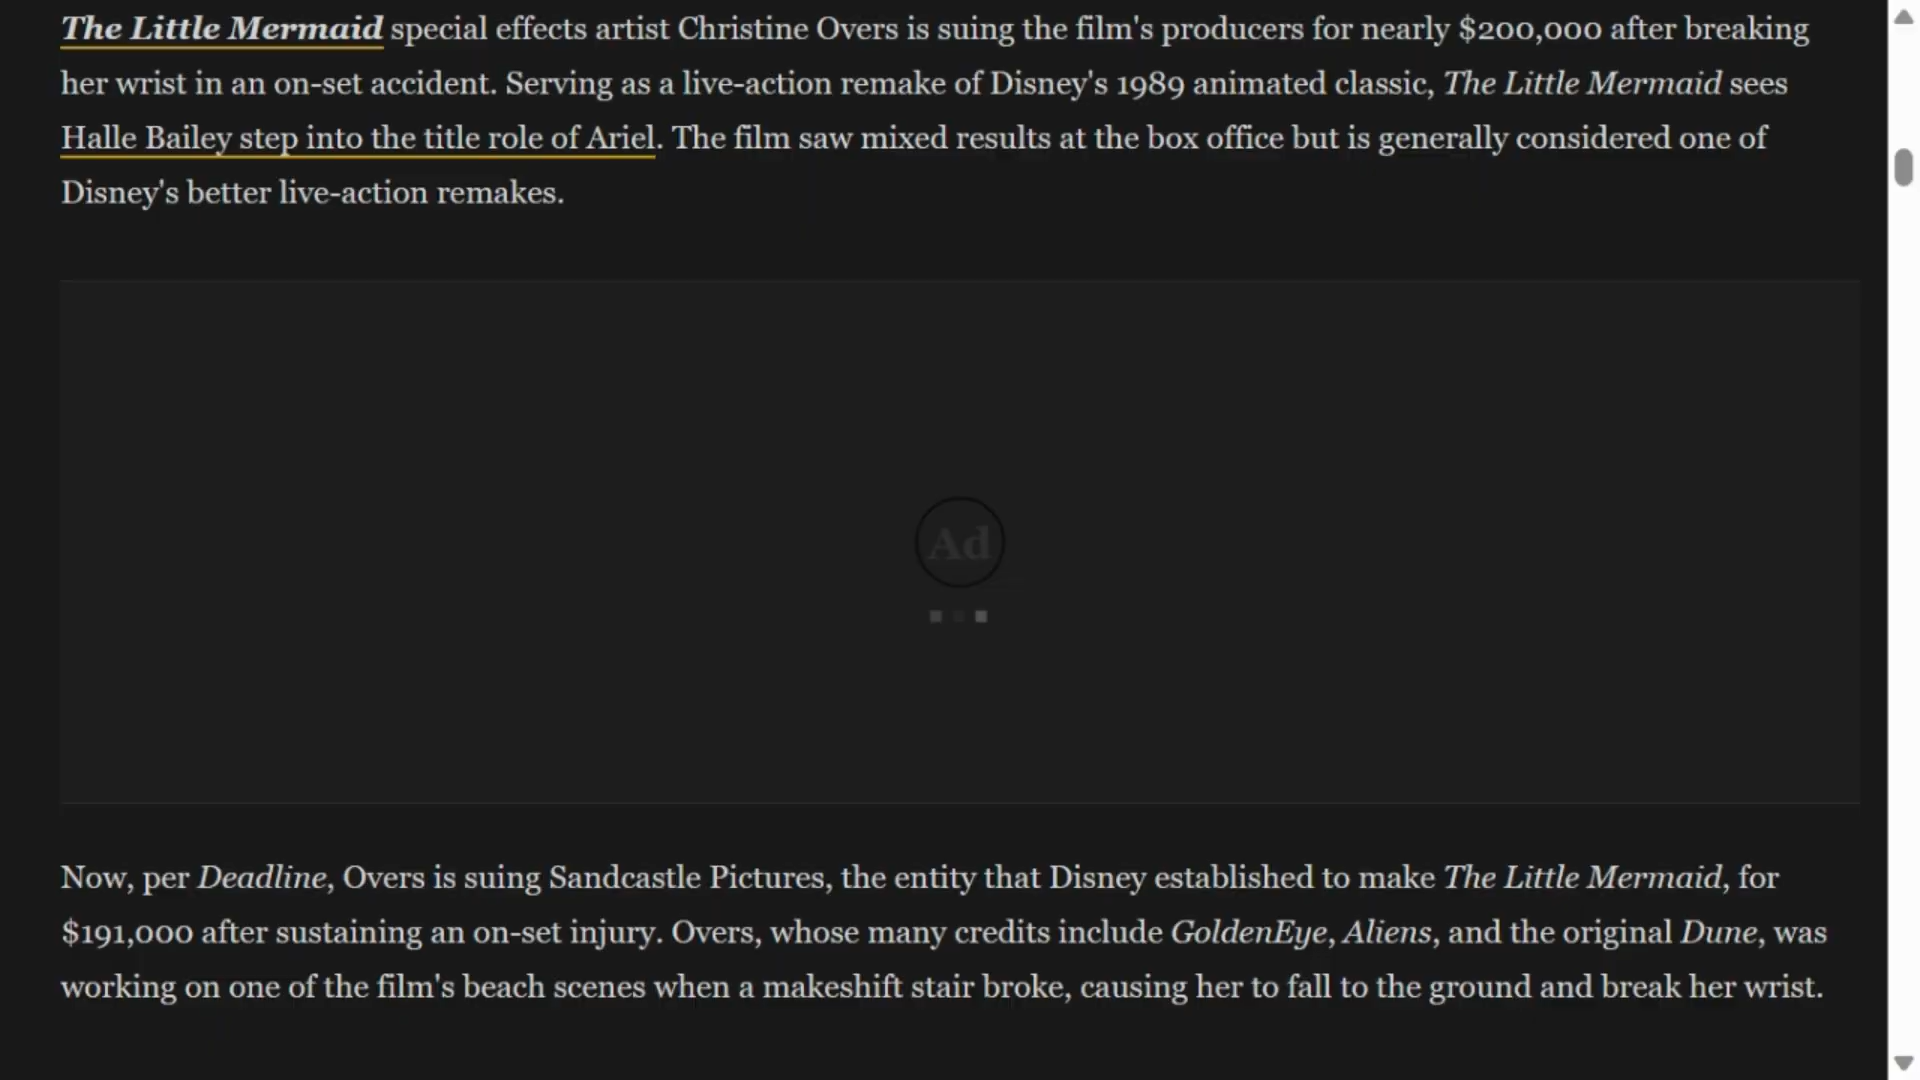 The Little Mermaid special effects artist Christine Overs is suing the film's producers for nearly $200,000 after breaking
her wrist in an on-set accident. Serving as a live-action remake of Disney's 1989 animated classic, The Little Mermaid sees
Halle Bailey step into the title role of Ariel. The film saw mixed results at the box office but is generally considered one of
Disney's better live-action remakes.
Ad
Now, per Deadline, Overs is suing Sandcastle Pictures, the entity that Disney established to make The Little Mermaid, for
$191,000 after sustaining an on-set injury. Overs, whose many credits include GoldenEye, Aliens, and the original Dune, was
working on one of the film's beach scenes when a makeshift stair broke, causing her to fall to the ground and break her wrist.